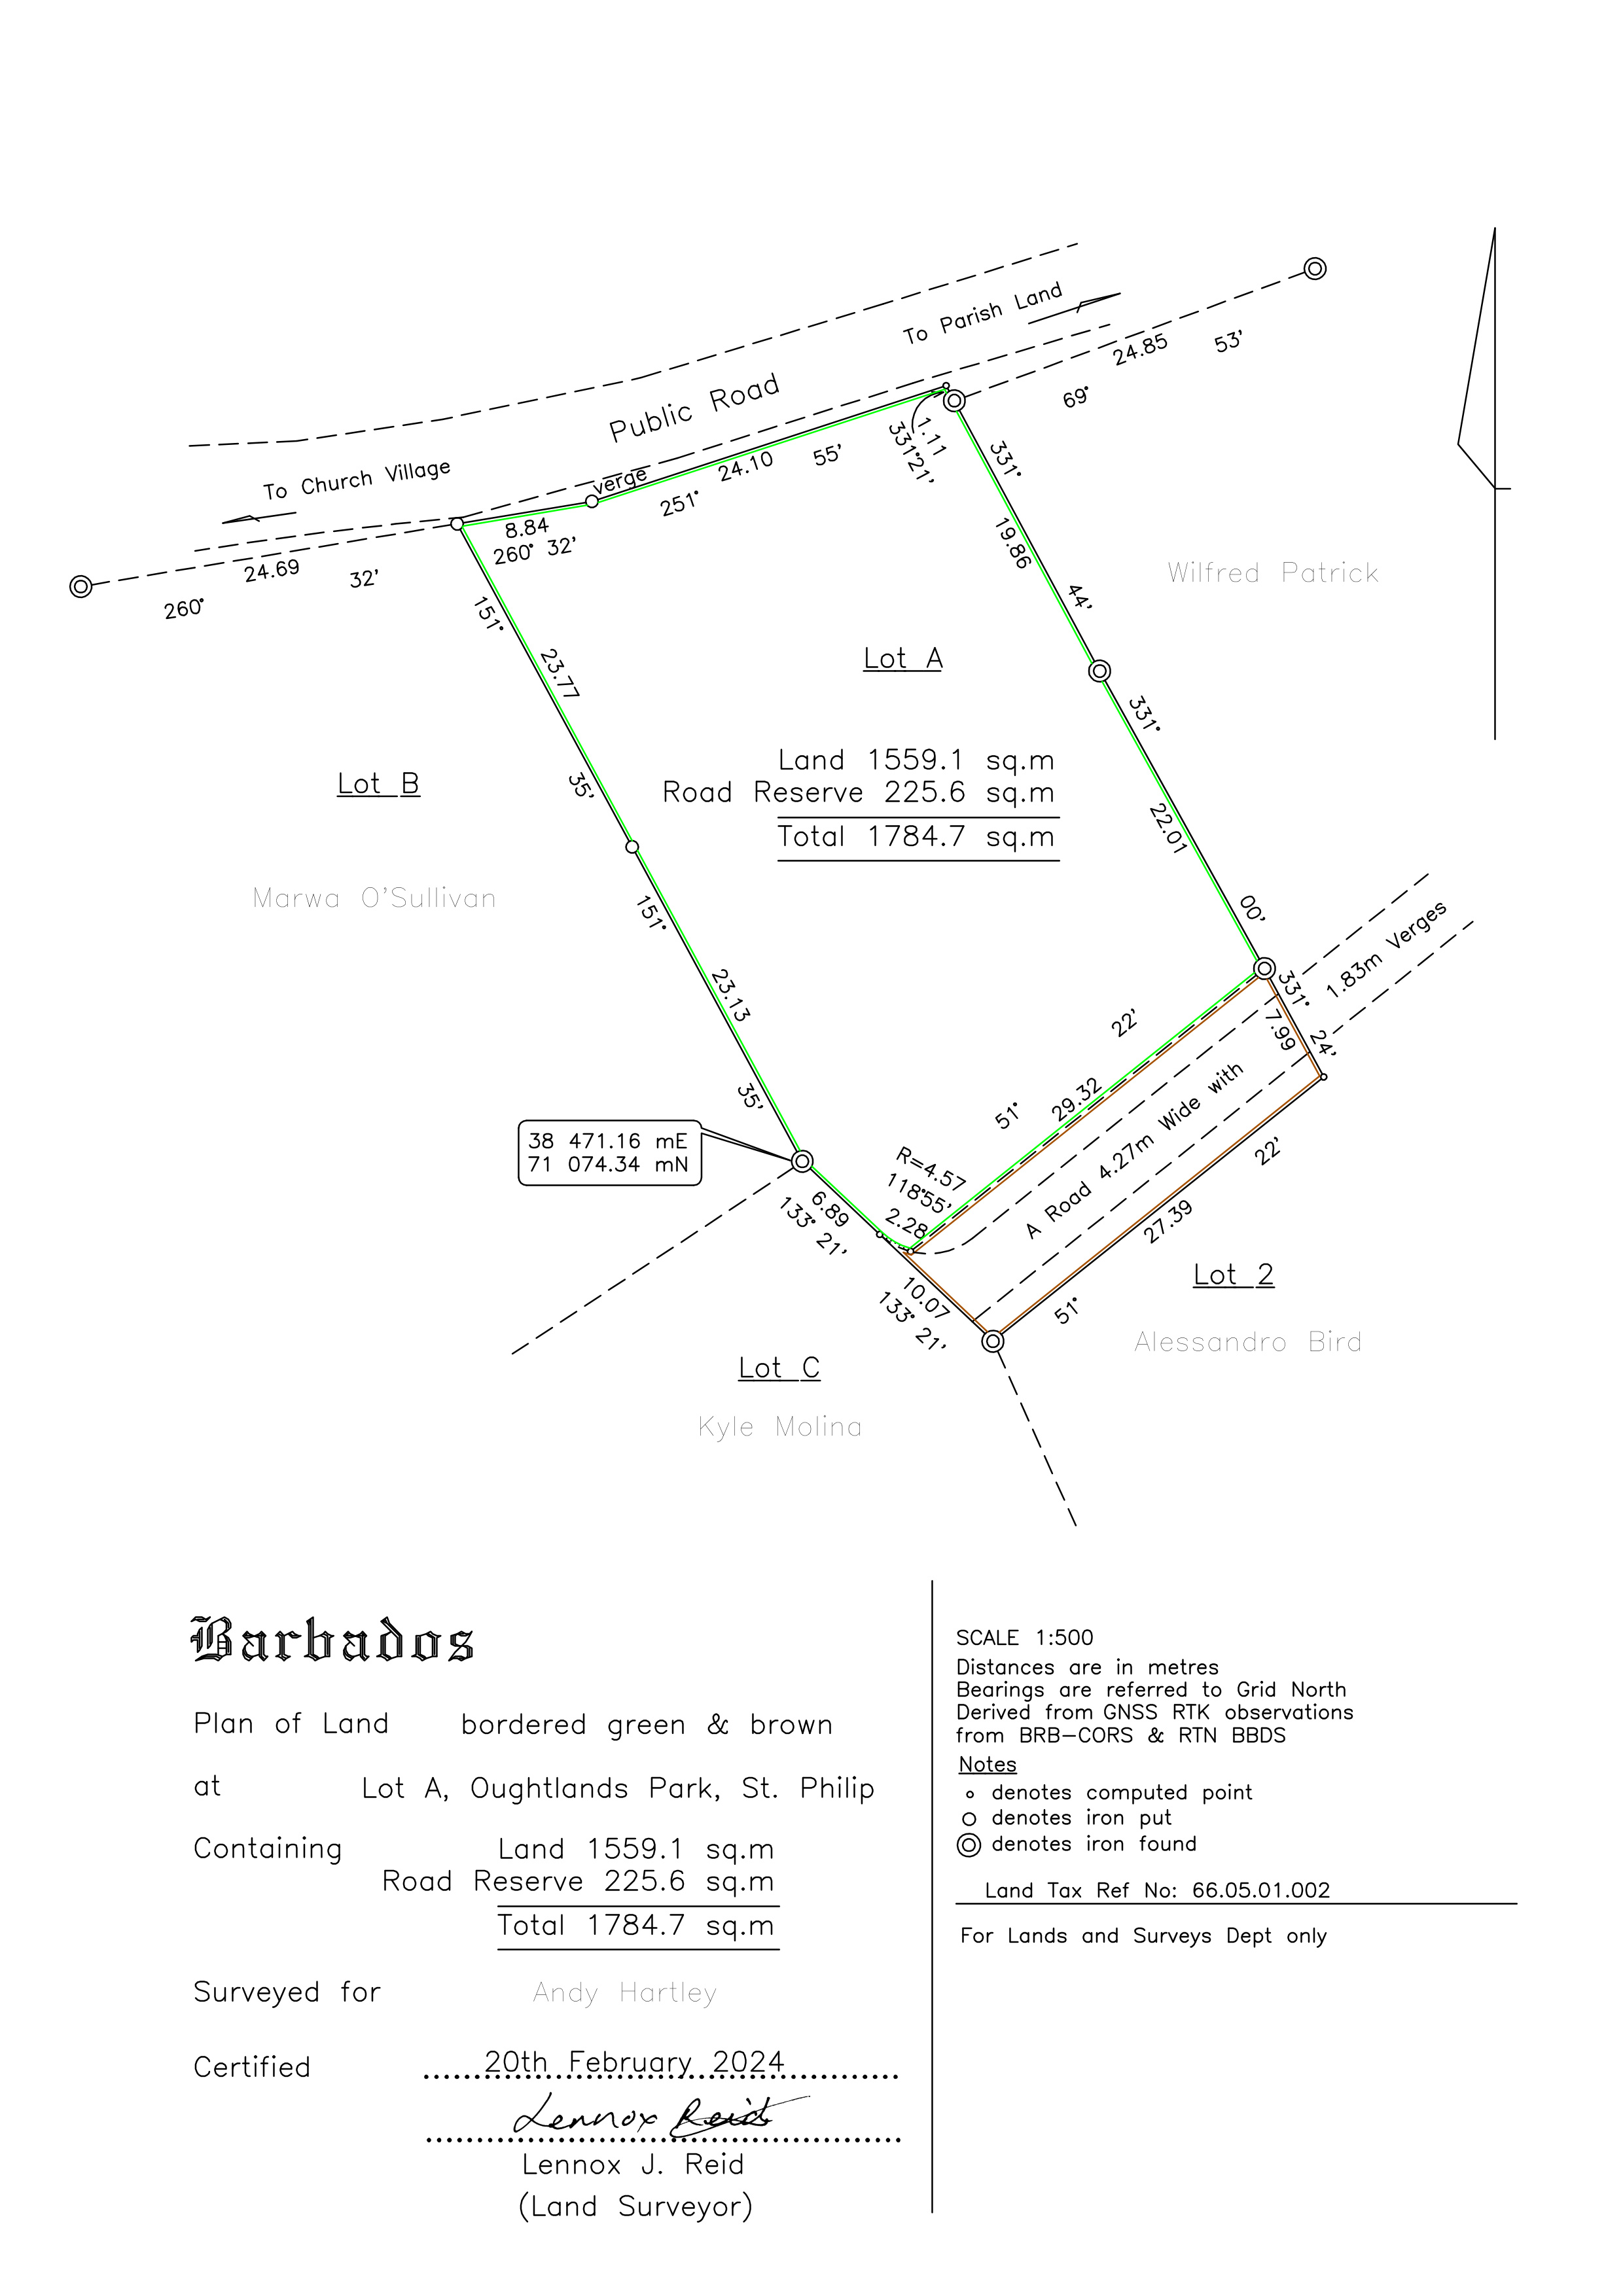 To Parish Land
24.85
53’
69°
Public Road
To Church Village
verge
24.10
55’
251°
1.11
331°21’
331°
19.86
44’
8.84
260° 32’
24.69
32’
260°
151°
23.77
35’
Wilfred Patrick
Lot A
Land 1559.1 sq.m
Road Reserve 225.6 sq.m
Total 1784.7 sq.m
331°
22.01
00’
Lot B
Marwa O’Sullivan
151°
23.13
35’
1.83m Verges
331°
7.99
24’
22’
29.32
51°
A Road 4.27m Wide with
38 471.16 mE
71 074.34 mN
R=4.57
118°55’
2.28
6.89
133° 21’
22’
27.39
51°
10.07
133° 21’
Lot 2
Alessandro Bird
Lot C
Kyle Molina
Barbados
Plan of Land bordered green & brown
at Lot A, Oughtlands Park, St. Philip
Containing Land 1559.1 sq.m
Road Reserve 225.6 sq.m
Total 1784.7 sq.m
Surveyed for Andy Hartley
Certified 20th February 2024
Lennox Reid
Lennox J. Reid
(Land Surveyor)
SCALE 1:500
Distances are in metres
Bearings are referred to Grid North
Derived from GNSS RTK observations
from BRB-CORS & RTN BBDS
Notes
denotes computed point
denotes iron put
denotes iron found
Land Tax Ref No: 66.05.01.002
For Lands and Surveys Dept only